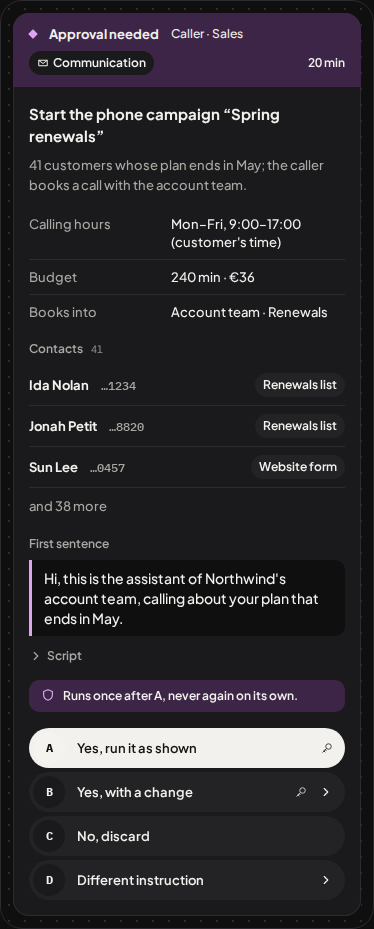 Approval needed Caller · Sales
Communication 20 min
Start the phone campaign “Spring
renewals”
41 customers whose plan ends in May; the caller
books a call with the account team.
Calling hours Mon–Fri, 9:00–17:00
(customer's time)
Budget 240 min · €36
Books into Account team · Renewals
Contacts 41
Ida Nolan …1234 Renewals list
Jonah Petit …8820 Renewals list
Sun Lee …0457 Website form
and 38 more
First sentence
Hi, this is the assistant of Northwind's
account team, calling about your plan that
ends in May.
Script
Runs once after A, never again on its own.
A Yes, run it as shown
B Yes, with a change
C No, discard
D Different instruction